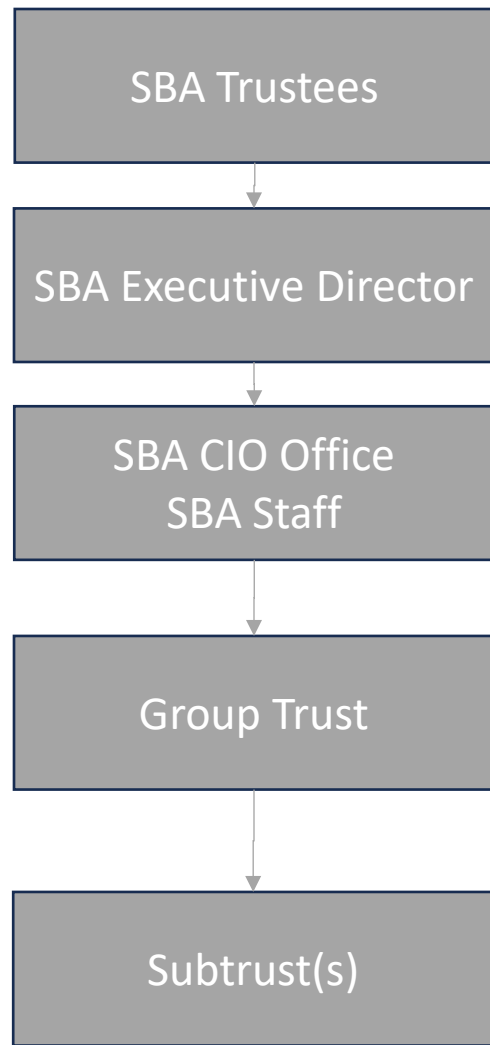 SBA Trustees
SBA Executive Director
SBA CIO Office
SBA Staff
Group Trust
Subtrust(s)